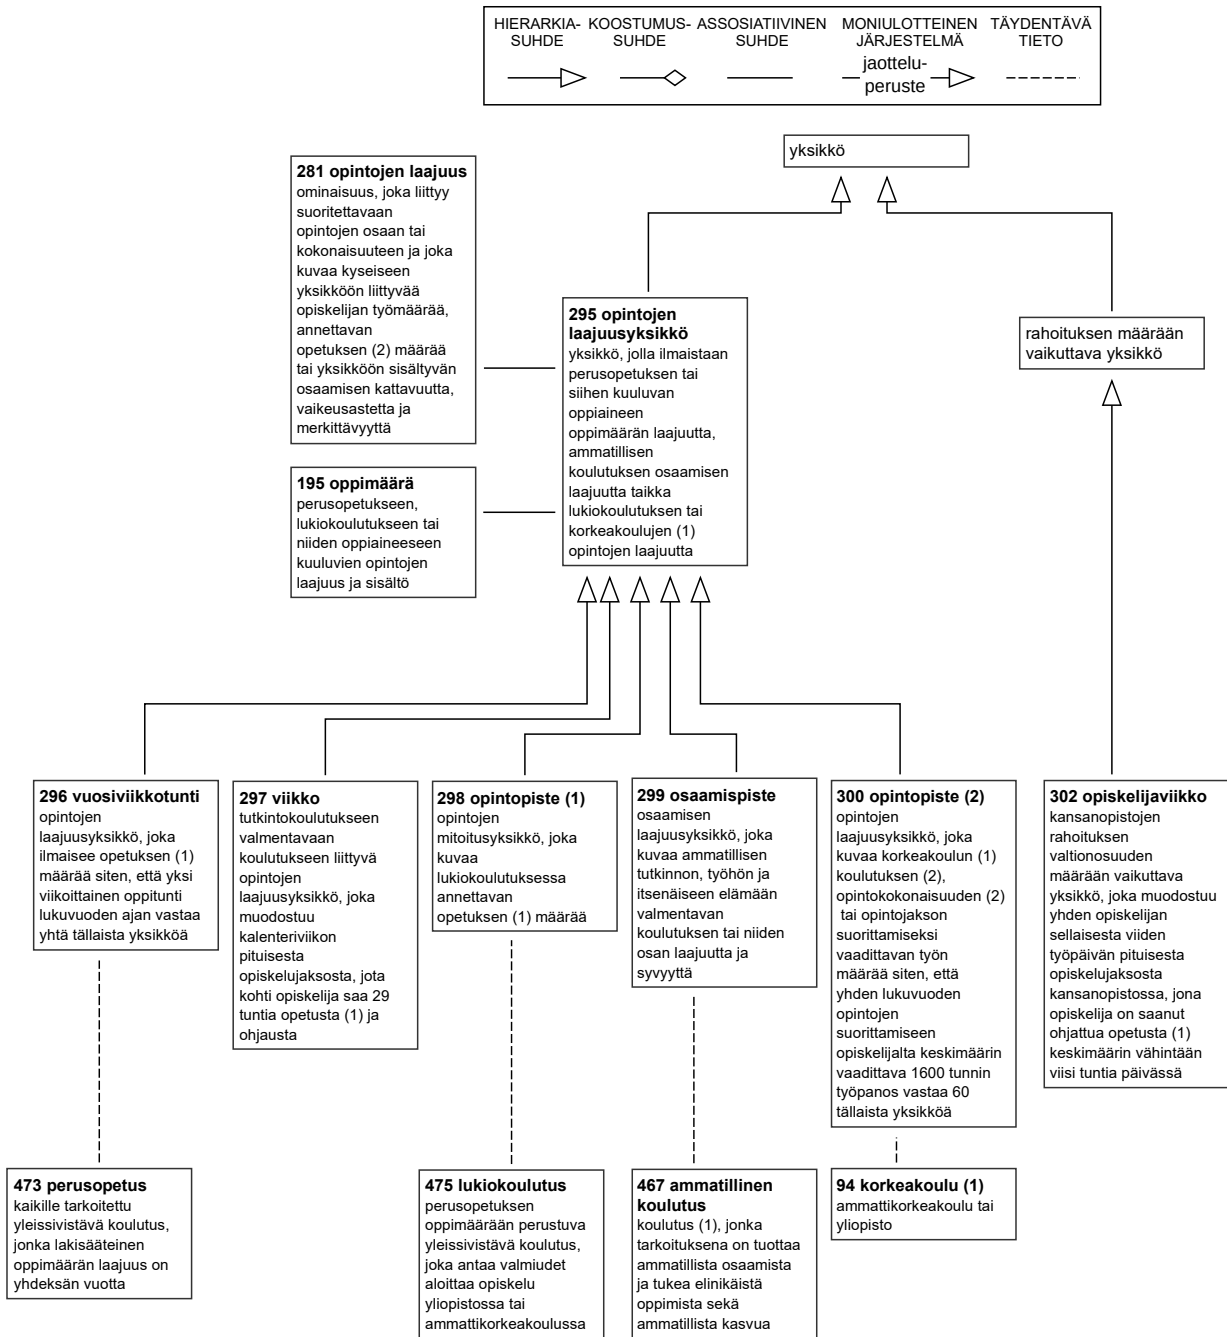 HIERARKIA-
SUHDE
KOOSTUMUS-
SUHDE
ASSOSIATIIVINEN
SUHDE
MONIULOTTEINEN
JÄRJESTELMÄ
TÄYDENTÄVÄ
TIETO
jaottelu-
peruste
yksikkö
281 opintojen laajuus
ominaisuus, joka liittyy
suoritettavaan
opintojen osaan tai
kokonaisuuteen ja joka
kuvaa kyseiseen
yksikköön liittyvää
opiskelijan työmäärää,
annettavan
opetuksen (2) määrää
tai yksikköön sisältyvän
osaamisen kattavuutta,
vaikeusastetta ja
merkittävyyttä
295 opintojen
laajuusyksikkö
yksikkö, jolla ilmaistaan
perusopetuksen tai
siihen kuuluvan
oppiaineen
oppimäärän laajuutta,
ammatillisen
koulutuksen osaamisen
laajuutta taikka
lukiokoulutuksen tai
korkeakoulujen (1)
opintojen laajuutta
rahoituksen määrään
vaikuttava yksikkö
195 oppimäärä
perusopetukseen,
lukiokoulutukseen tai
niiden oppiaineeseen
kuuluvien opintojen
laajuus ja sisältö
296 vuosiviikkotunti
opintojen
laajuusyksikkö, joka
ilmaisee opetuksen (1)
määrää siten, että yksi
viikoittainen oppitunti
lukuvuoden ajan vastaa
yhtä tällaista yksikköä
297 viikko
tutkintokoulutukseen
valmentavaan
koulutukseen liittyvä
opintojen
laajuusyksikkö, joka
muodostuu
kalenteriviikon
pituisesta
opiskelujaksosta, jota
kohti opiskelija saa 29
tuntia opetusta (1) ja
ohjausta
298 opintopiste (1)
opintojen
mitoitusyksikkö, joka
kuvaa
lukiokoulutuksessa
annettavan
opetuksen (1) määrää
299 osaamispiste
osaamisen
laajuusyksikkö, joka
kuvaa ammatillisen
tutkinnon, työhön ja
itsenäiseen elämään
valmentavan
koulutuksen tai niiden
osan laajuutta ja
syvyyttä
300 opintopiste (2)
opintojen
laajuusyksikkö, joka
kuvaa korkeakoulun (1)
koulutuksen (2),
opintokokonaisuuden (2)
tai opintojakson
suorittamiseksi
vaadittavan työn
määrää siten, että
yhden lukuvuoden
opintojen
suorittamiseen
opiskelijalta keskimäärin
vaadittava 1600 tunnin
työpanos vastaa 60
tällaista yksikköä
302 opiskelijaviikko
kansanopistojen
rahoituksen
valtionosuuden
määrään vaikuttava
yksikkö, joka muodostuu
yhden opiskelijan
sellaisesta viiden
työpäivän pituisesta
opiskelujaksosta
kansanopistossa, jona
opiskelija on saanut
ohjattua opetusta (1)
keskimäärin vähintään
viisi tuntia päivässä
473 perusopetus
kaikille tarkoitettu
yleissivistävä koulutus,
jonka lakisääteinen
oppimäärän laajuus on
yhdeksän vuotta
475 lukiokoulutus
perusopetuksen
oppimäärään perustuva
yleissivistävä koulutus,
joka antaa valmiudet
aloittaa opiskelu
yliopistossa tai
ammattikorkeakoulussa
467 ammatillinen
koulutus
koulutus (1), jonka
tarkoituksena on tuottaa
ammatillista osaamista
ja tukea elinikäistä
oppimista sekä
ammatillista kasvua
94 korkeakoulu (1)
ammattikorkeakoulu tai
yliopisto